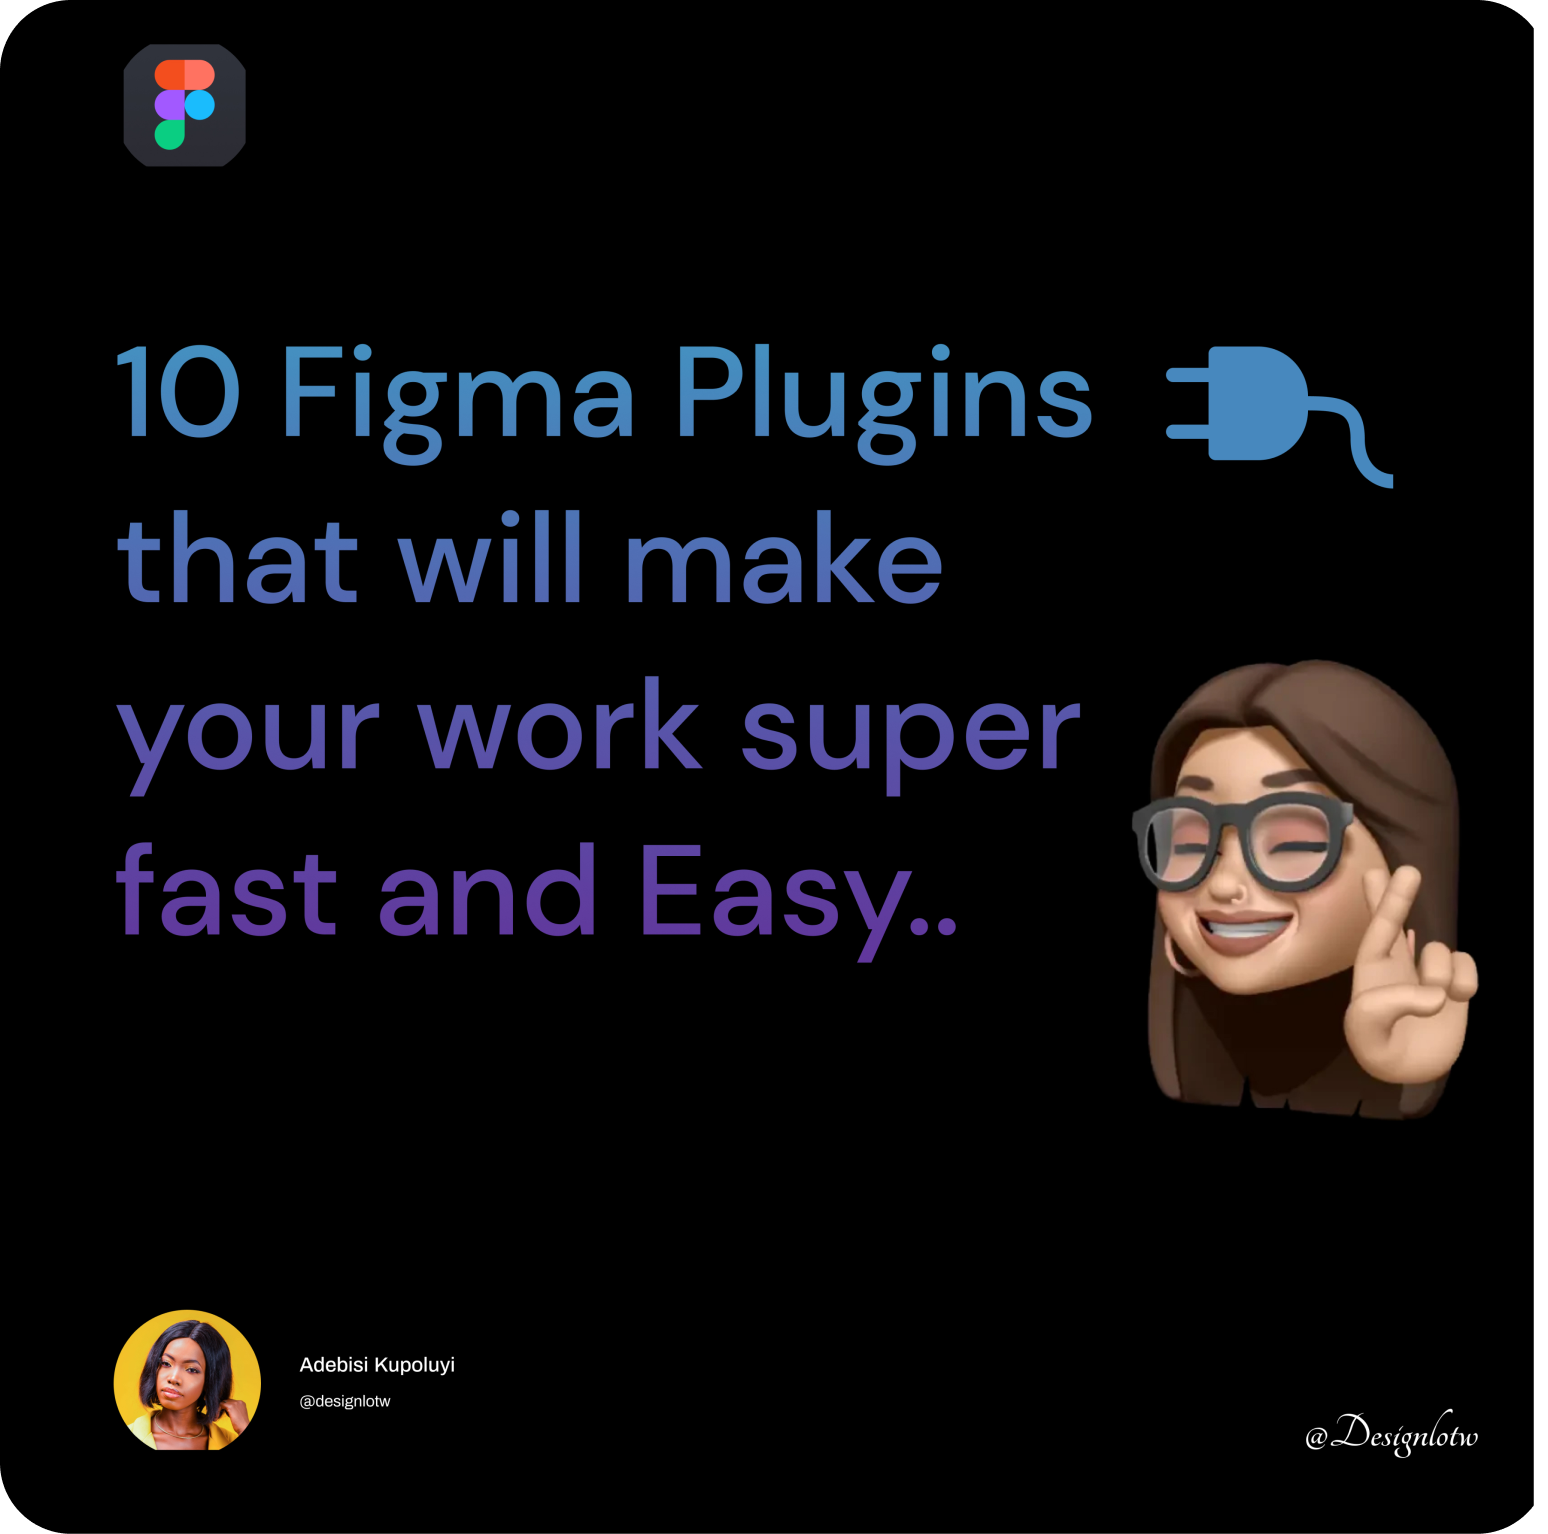 10 Figma Plugins
that will make
your work super
fast and Easy..
Adebisi Kupoluyi
@designlotw
@Designlotw